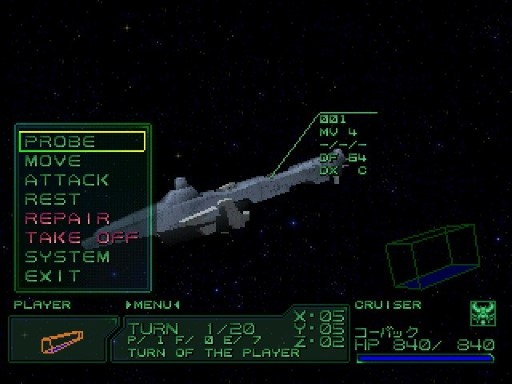 001
MV 4
-/-/-
DF 54
DX C
PROBE
MOVE
ATTACK
REST
REPAIR
TAKE OFF
SYSTEM
EXIT
PLAYER
▶MENU◀
CRUISER
TURN 1/20
P/ 1 F/ 0 E/ 7
TURN OF THE PLAYER
X:05
Y:05
Z:02
コーバック
HP 840/ 840